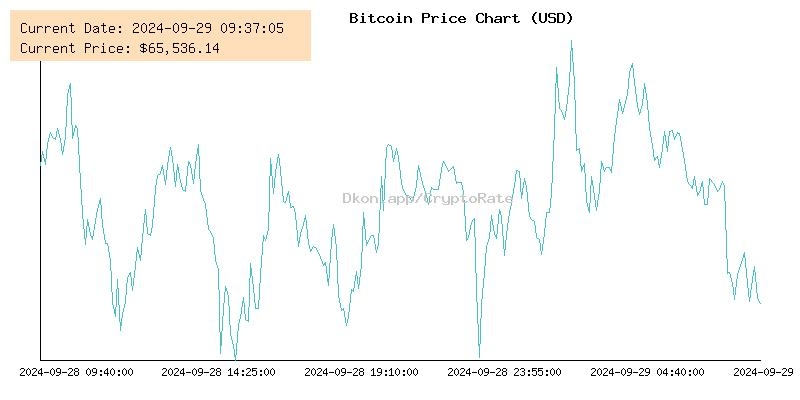 Bitcoin Price Chart (USD)
Current Date: 2024-09-29 09:37:05
Current Price: $65,536.14
Dkoni.app/CryptoRate
2024-09-28 09:40:00 2024-09-28 14:25:00 2024-09-28 19:10:00 2024-09-28 23:55:00 2024-09-29 04:40:00 2024-09-29